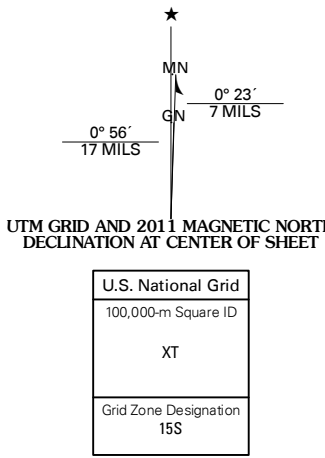 ★
MN
0° 23´
7 MILS
GN
0° 56´
17 MILS
UTM GRID AND 2011 MAGNETIC NORTH
DECLINATION AT CENTER OF SHEET
U.S. National Grid
100,000-m Square ID
XT
Grid Zone Designation
15S